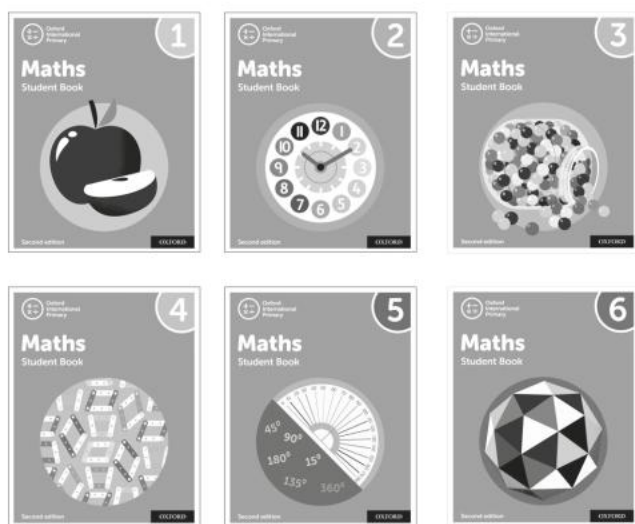 Oxford
International
Primary
1
Maths
Student Book
Second edition
OXFORD
Oxford
International
Primary
2
Maths
Student Book
11 12 1
10 2
9 3
8 4
7 6 5
Second edition
OXFORD
Oxford
International
Primary
3
Maths
Student Book
Second edition
OXFORD
Oxford
International
Primary
4
Maths
Student Book
Second edition
OXFORD
Oxford
International
Primary
5
Maths
Student Book
45°
90°
180° 15°
135° 360°
Second edition
OXFORD
Oxford
International
Primary
6
Maths
Student Book
Second edition
OXFORD